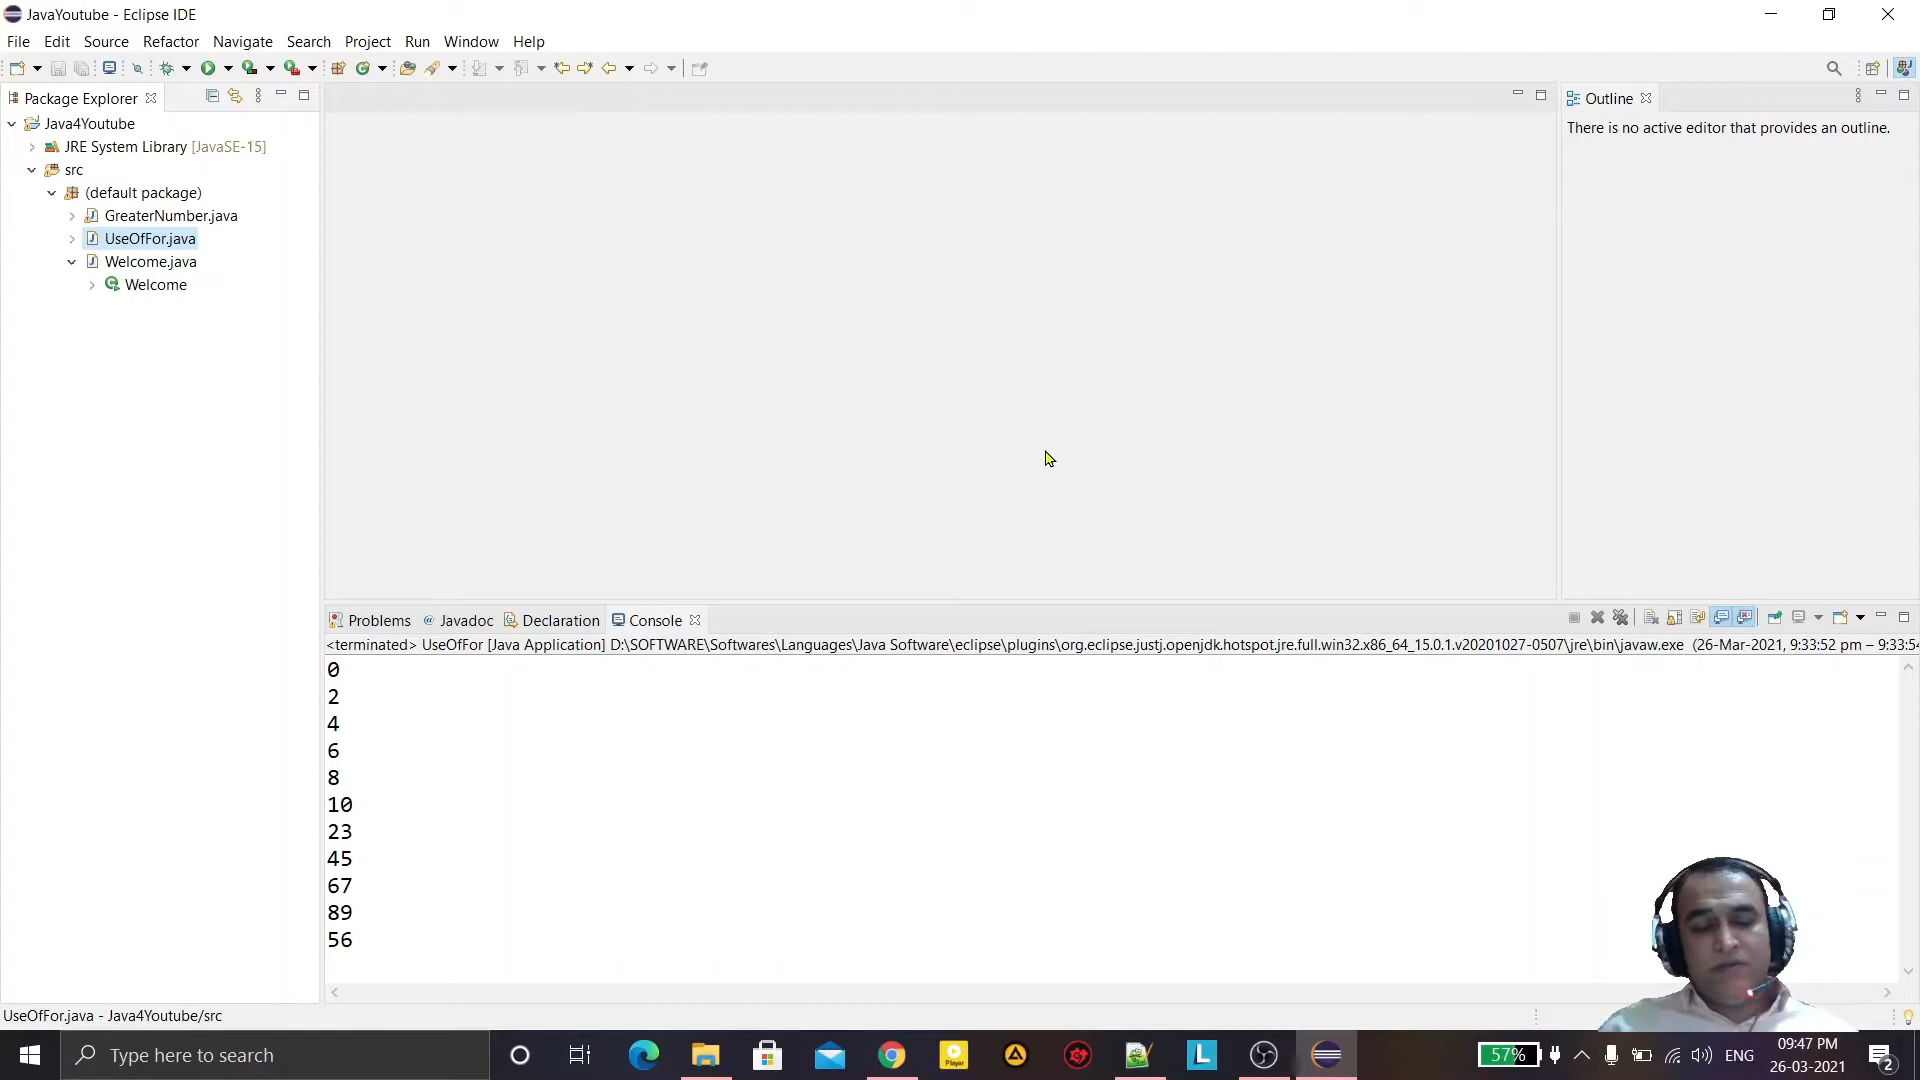 JavaYoutube - Eclipse IDE
File Edit Source Refactor Navigate Search Project Run Window Help
Package Explorer
Outline
Java4Youtube
There is no active editor that provides an outline.
JRE System Library [JavaSE-15]
src
(default package)
GreaterNumber.java
UseOfFor.java
Welcome.java
Welcome
Problems Javadoc Declaration Console
<terminated> UseOfFor [Java Application] D:\SOFTWARE\Softwares\Languages\Java Software\eclipse\plugins\org.eclipse.justj.openjdk.hotspot.jre.full.win32.x86_64_15.0.1.v20201027-0507\jre\bin\javaw.exe (26-Mar-2021, 9:33:52 pm – 9:33:54
0
2
4
6
8
10
23
45
67
89
56
UseOfFor.java - Java4Youtube/src
Type here to search
57%
ENG
09:47 PM
26-03-2021
2